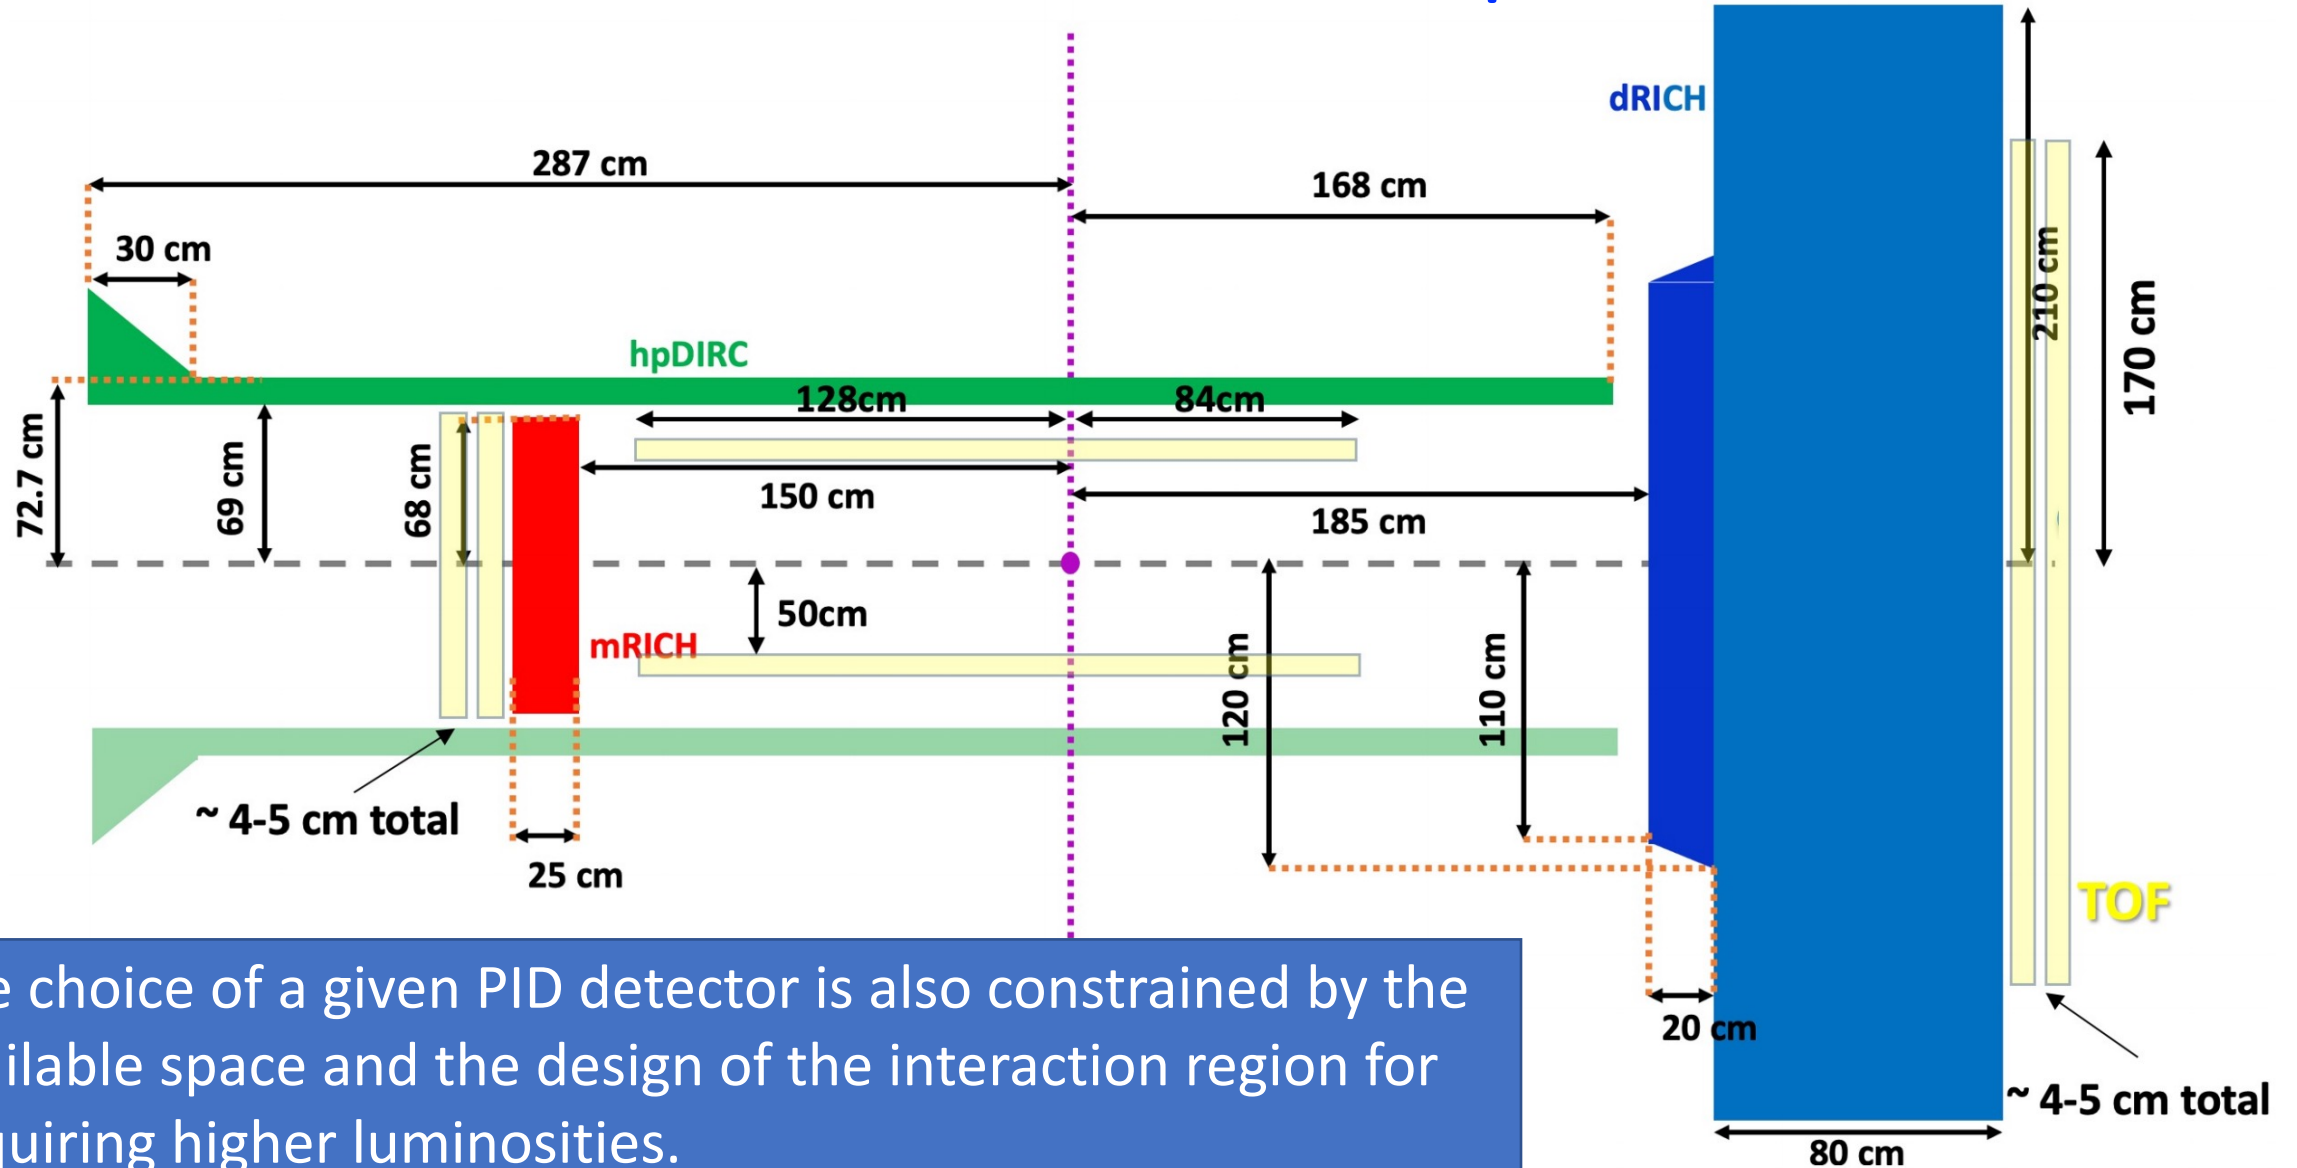 dRICH
287 cm
168 cm
30 cm
hpDIRC
128cm
84cm
210 cm
170 cm
72.7 cm
69 cm
68 cm
150 cm
185 cm
50cm
mRICH
120 cm
110 cm
~ 4-5 cm total
25 cm
TOF
20 cm
~ 4-5 cm total
80 cm
choice of a given PID detector is also constrained by the
space and the design of the interaction region for
higher luminosities.